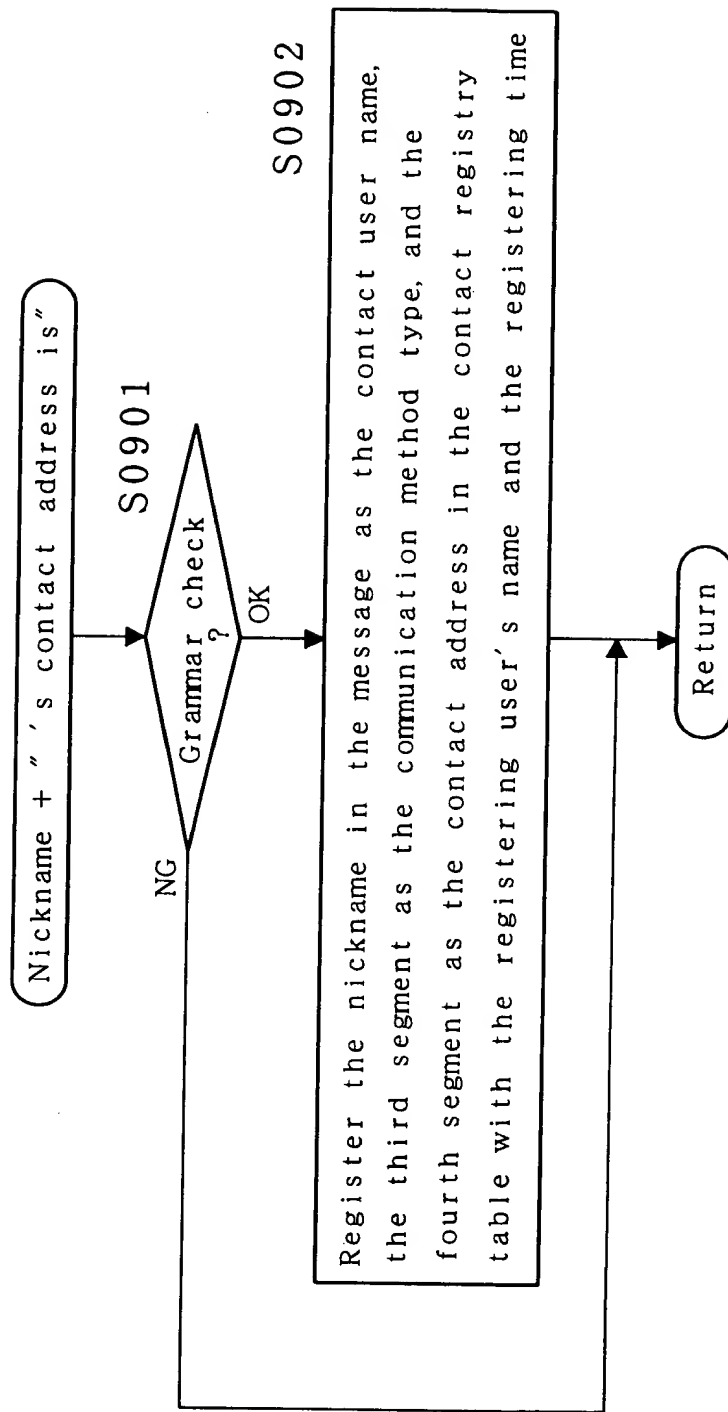 Nickname + " 's contact address is"
S0901
Grammar check
?
NG
OK
S0902
Register the nickname in the message as the contact user name,
the third segment as the communication method type, and the
fourth segment as the contact address in the contact registry
table with the registering user's name and the registering time
Return